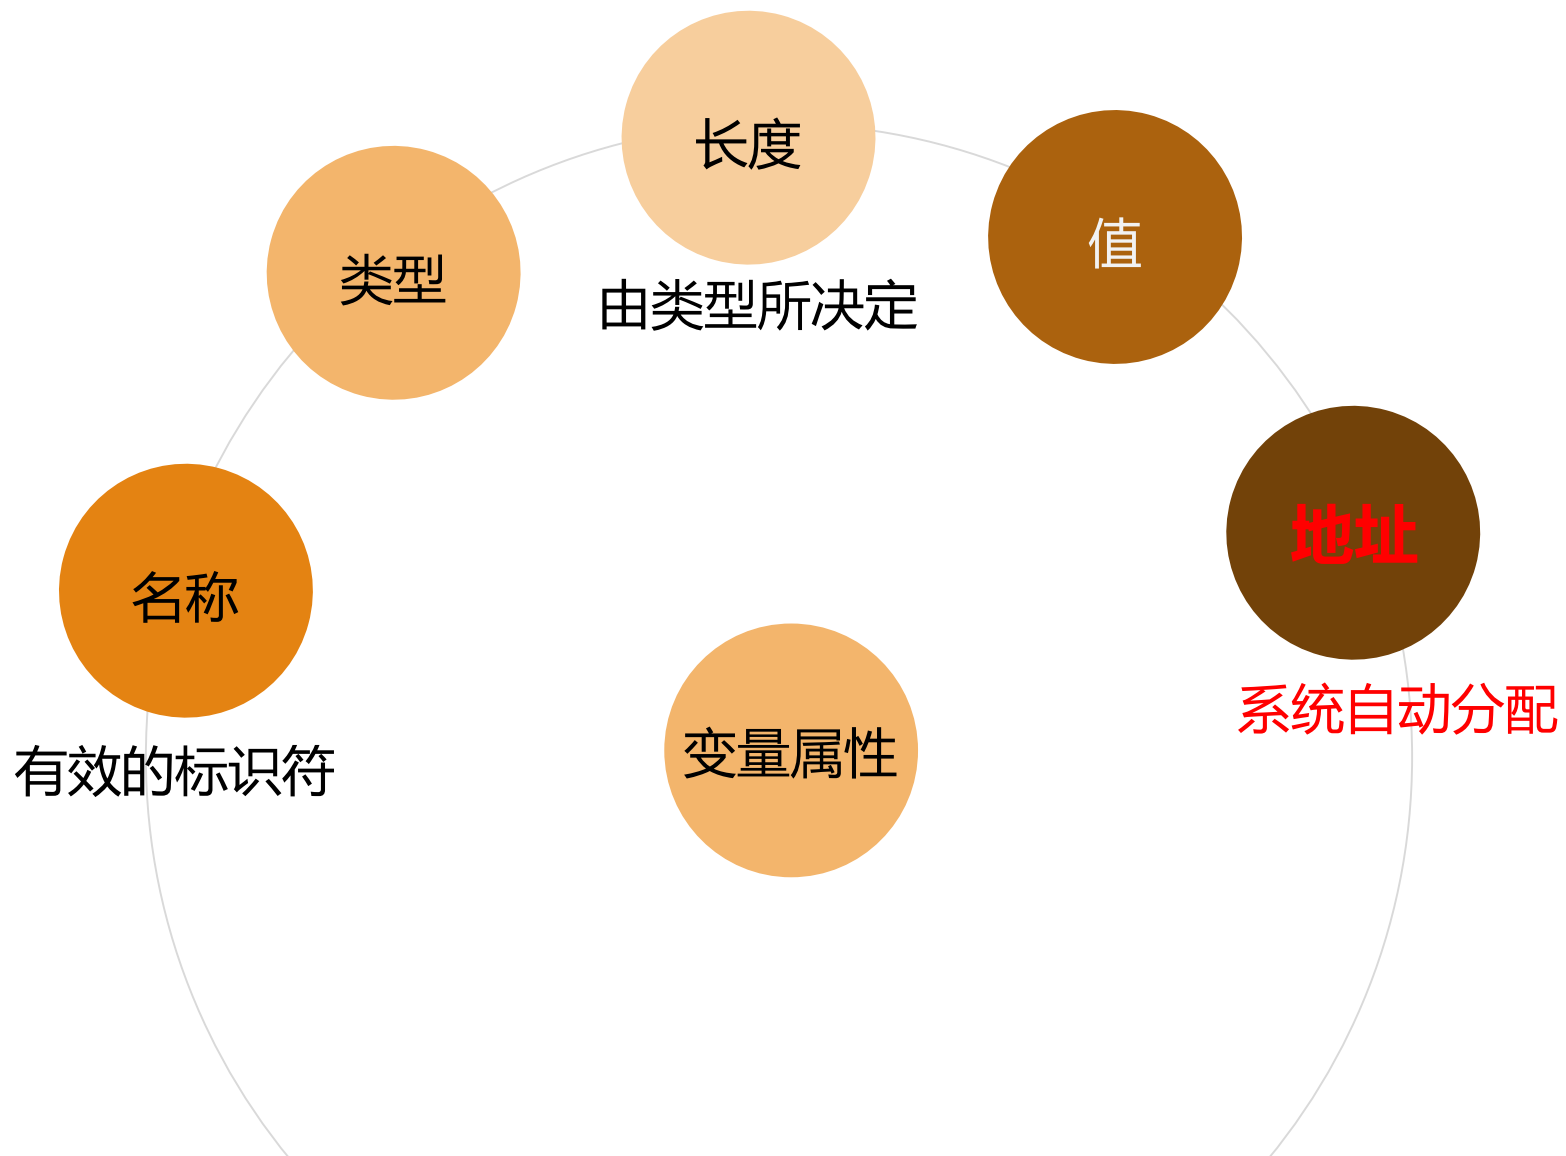 长度
值
由类型所决定
类型
地址
名称
系统自动分配
有效的标识符
变量属性